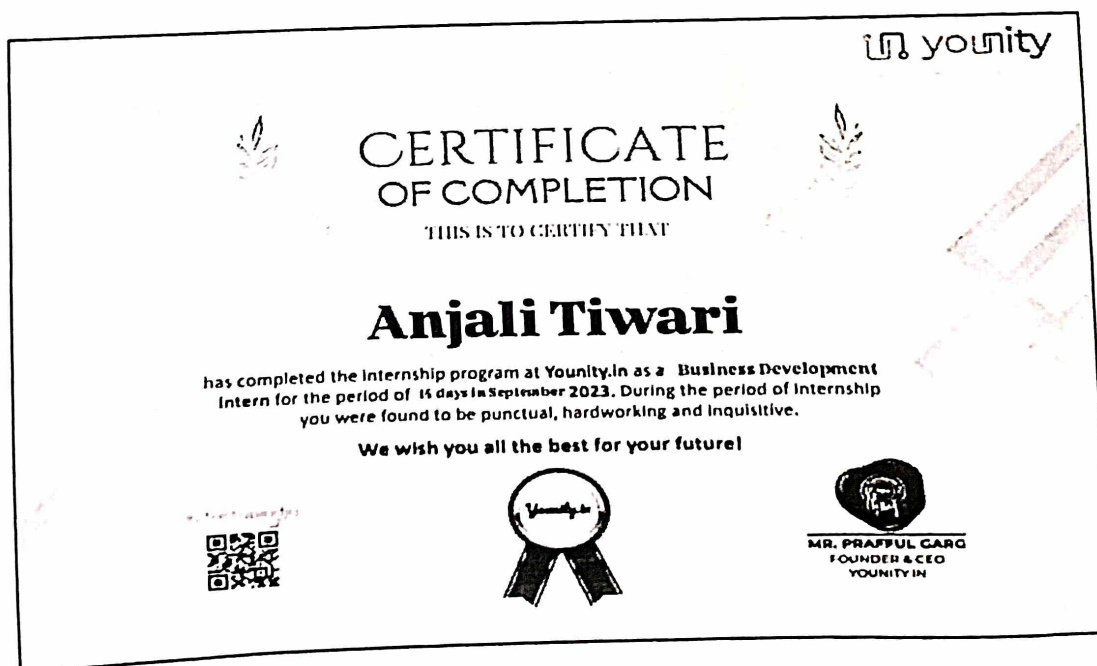 younity
CERTIFICATE
OF COMPLETION
THIS IS TO CERTIFY THAT
Anjali Tiwari
has completed the internship program at Younity.in as a Business Development
Intern for the period of 15 days in September 2023. During the period of internship
you were found to be punctual, hardworking and inquisitive.
We wish you all the best for your future!
Younity.in
MR. PRAFFUL GARG
FOUNDER & CEO
YOUNITY IN